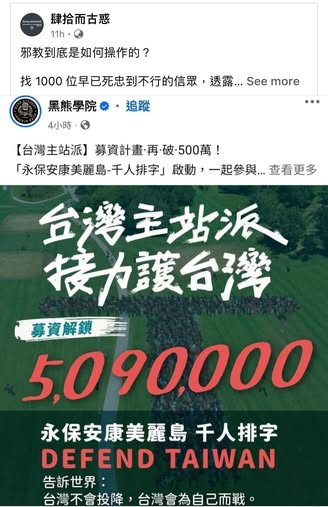 肆拾而古惑
11h ·
邪教到底是如何操作的？
找 1000 位早已死忠到不行的信眾，透露... See more
黑熊學院 · 追蹤
4小時 ·
【台灣主站派】募資計畫·再·破·500萬！
「永保安康美麗島-千人排字」啟動，一起參與... 查看更多
台灣主站派
接力護台灣
募資解鎖
5,090,000
永保安康美麗島 千人排字
DEFEND TAIWAN
告訴世界：
台灣不會投降，台灣會為自己而戰。